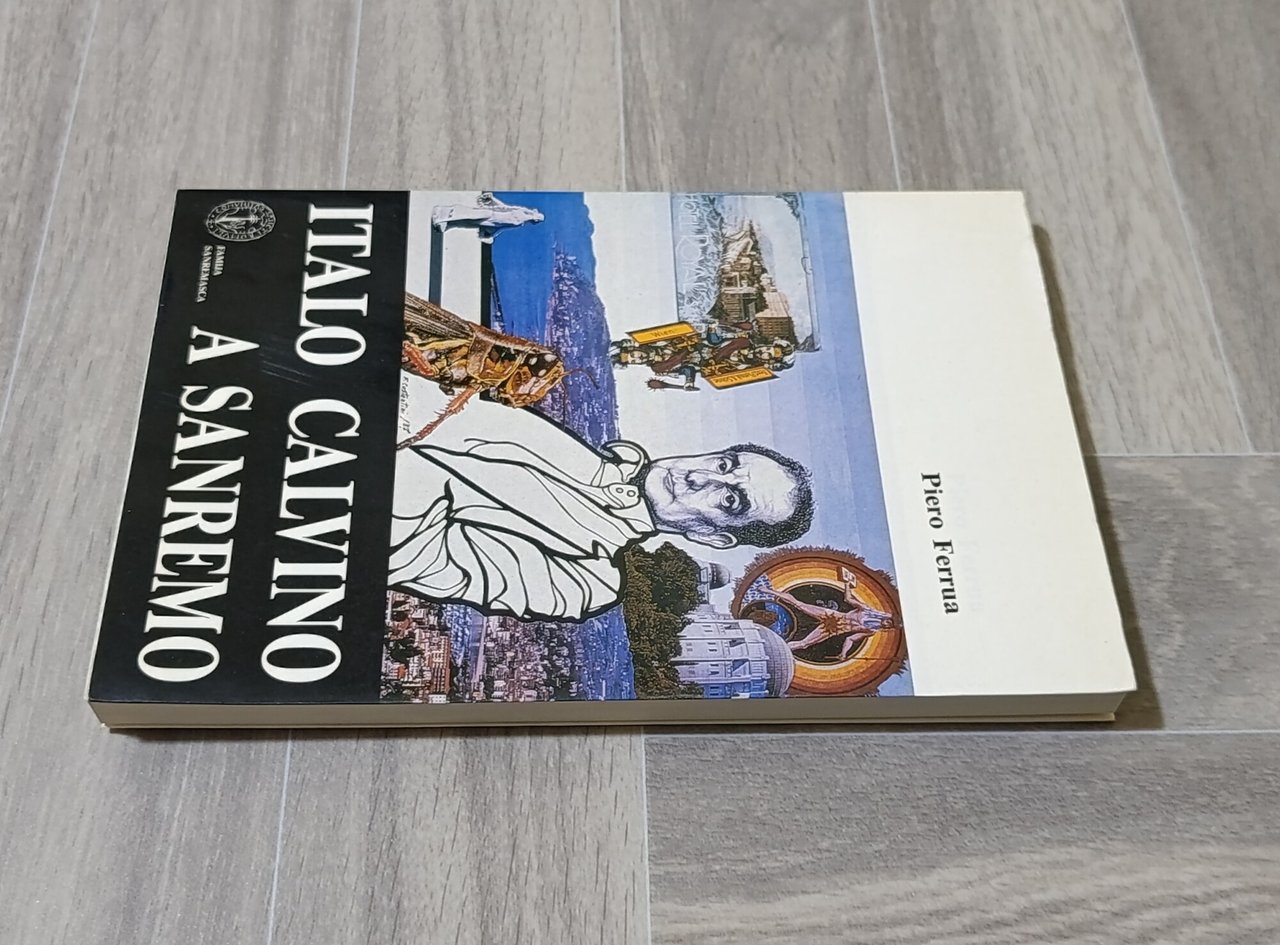 Piero Ferrua
ITALO CALVINO
A SANREMO
FAMIJA
SANREMASCA